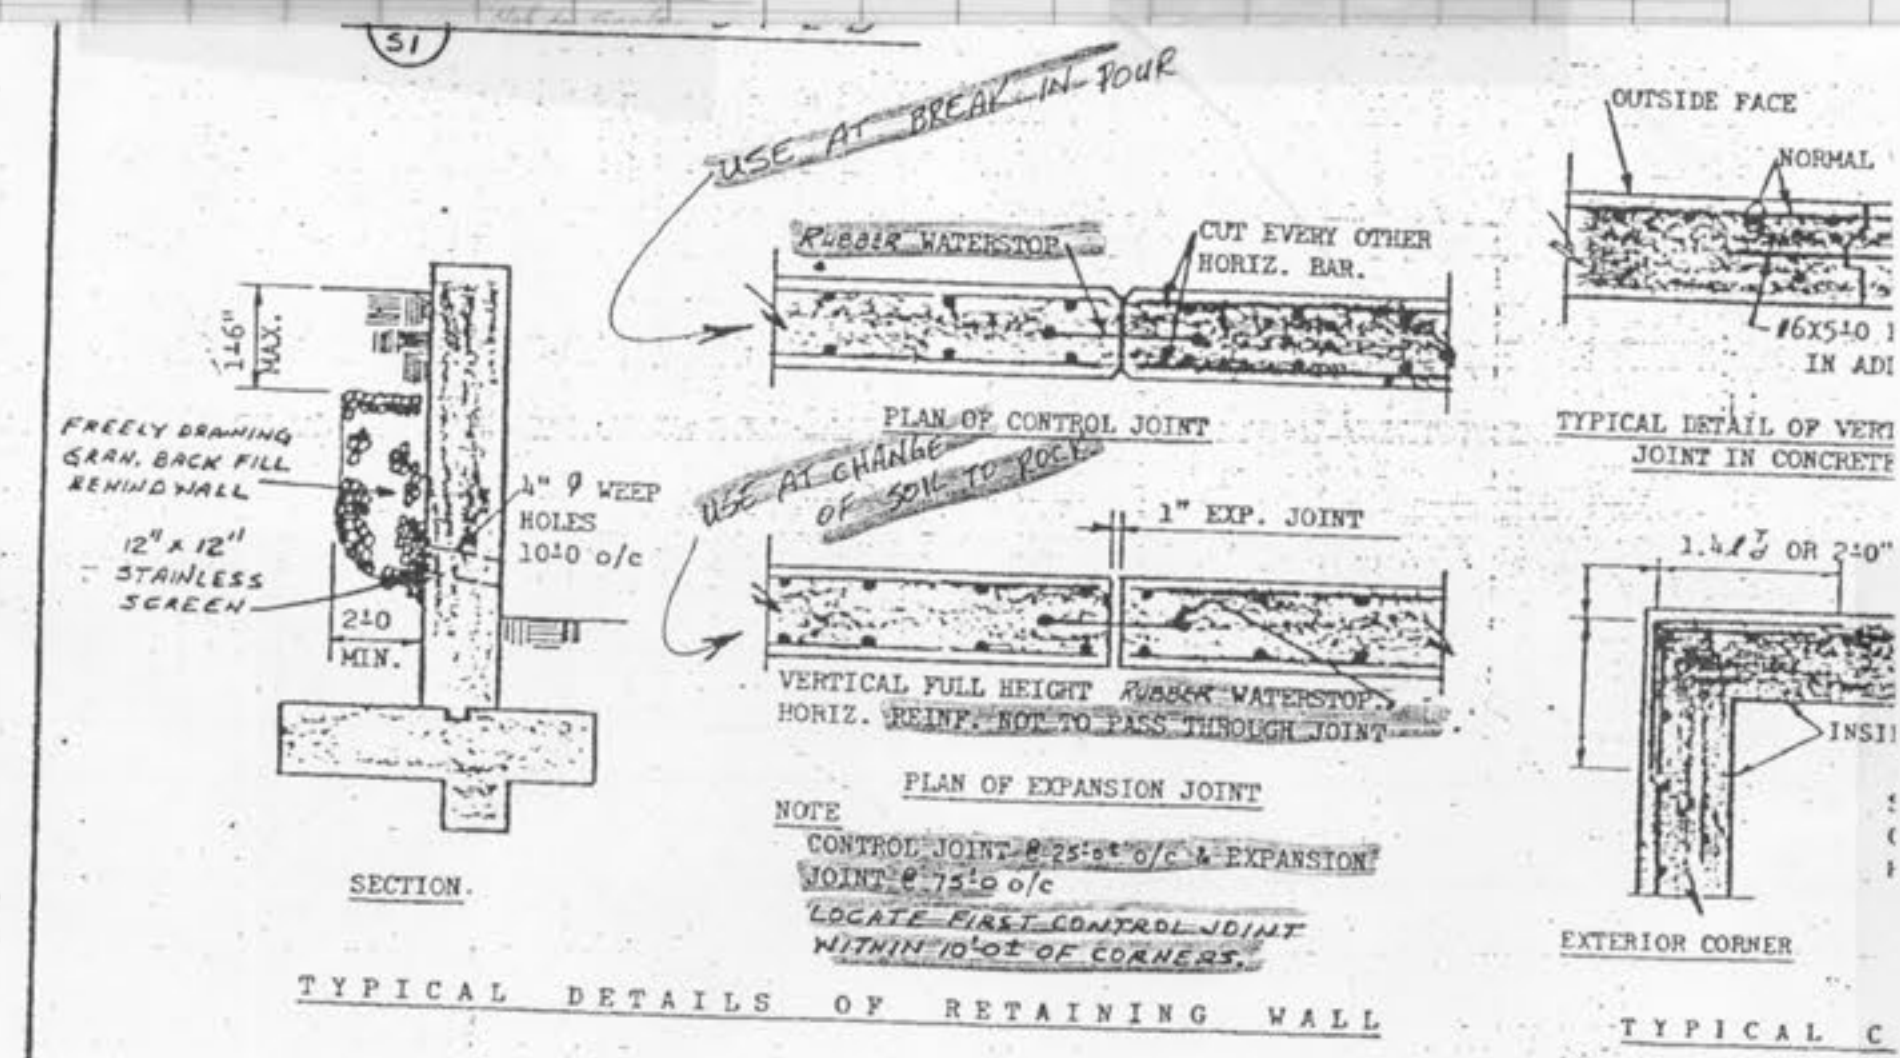 S1
USE AT BREAK IN POUR
RUBBER WATERSTOP
CUT EVERY OTHER
HORIZ. BAR.
PLAN OF CONTROL JOINT
1'-6"
MAX.
FREELY DRAINING
GRAN. BACK FILL
BEHIND WALL
12" x 12"
STAINLESS
SCREEN
4" Ø WEEP
HOLES
10'-0 o/c
2'-0
MIN.
SECTION.
USE AT CHANGE
OF SOIL TO ROCK
1" EXP. JOINT
VERTICAL FULL HEIGHT RUBBER WATERSTOP.
HORIZ. REINF. NOT TO PASS THROUGH JOINT
PLAN OF EXPANSION JOINT
NOTE
CONTROL JOINT @ 25'-0± o/c & EXPANSION
JOINT @ 75'-0 o/c
LOCATE FIRST CONTROL JOINT
WITHIN 10'-0± OF CORNERS.
TYPICAL DETAILS OF RETAINING WALL
OUTSIDE FACE
NORMAL
#6X5'-0
IN ADI
TYPICAL DETAIL OF VERT
JOINT IN CONCRETE
OR 2'-0"
INSI
EXTERIOR CORNER
TYPICAL C